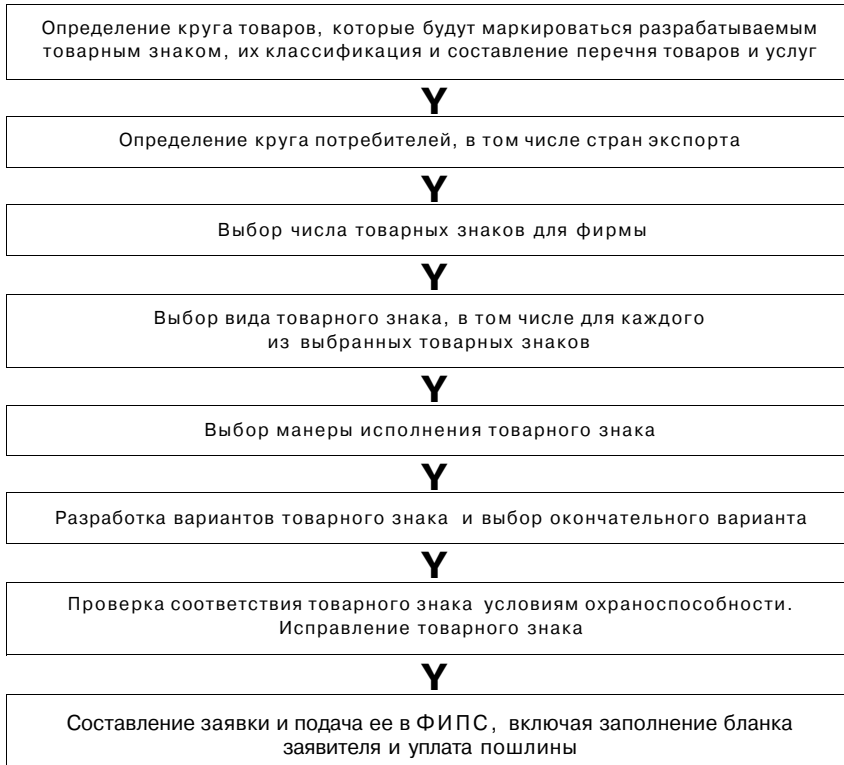 Определение круга товаров, которые будут маркироваться разрабатываемым
товарным знаком, их классификация и составление перечня товаров и услуг
Y
Определение круга потребителей, в том числе стран экспорта
Y
Выбор числа товарных знаков для фирмы
Y
Выбор вида товарного знака, в том числе для каждого
из выбранных товарных знаков
Y
Выбор манеры исполнения товарного знака
Y
Разработка вариантов товарного знака и выбор окончательного варианта
Y
Проверка соответствия товарного знака условиям охраноспособности.
Исправление товарного знака
Y
Составление заявки и подача ее в ФИПС, включая заполнение бланка
заявителя и уплата пошлины